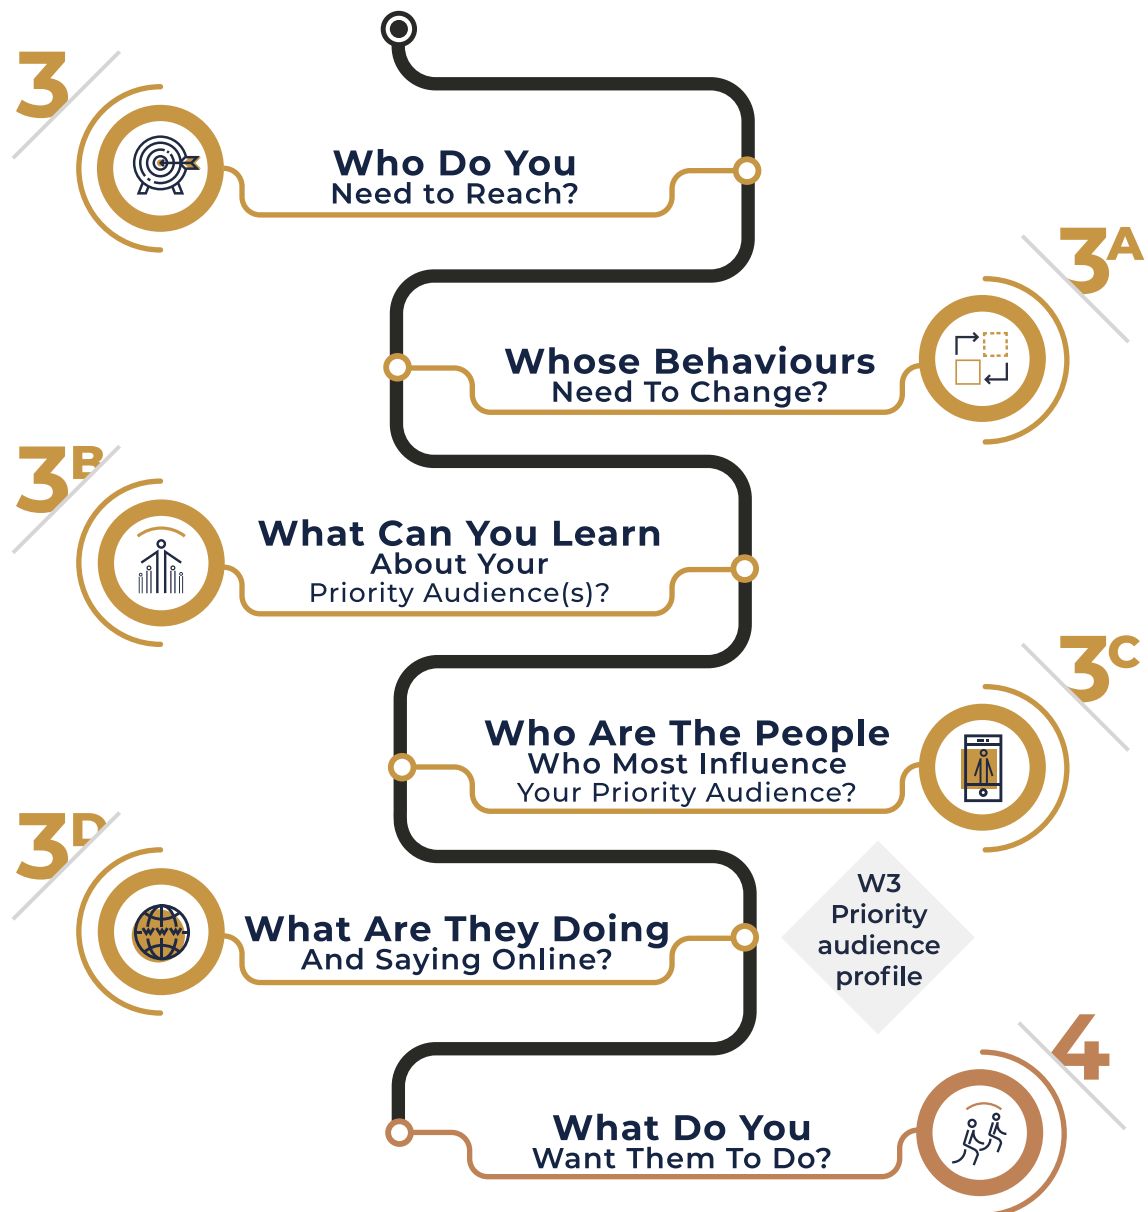 3
Who Do You
Need to Reach?
3A
Whose Behaviours
Need To Change?
3B
What Can You Learn
About Your
Priority Audience(s)?
3C
Who Are The People
Who Most Influence
Your Priority Audience?
3D
What Are They Doing
And Saying Online?
WWW
W3
Priority
audience
profile
4
What Do You
Want Them To Do?